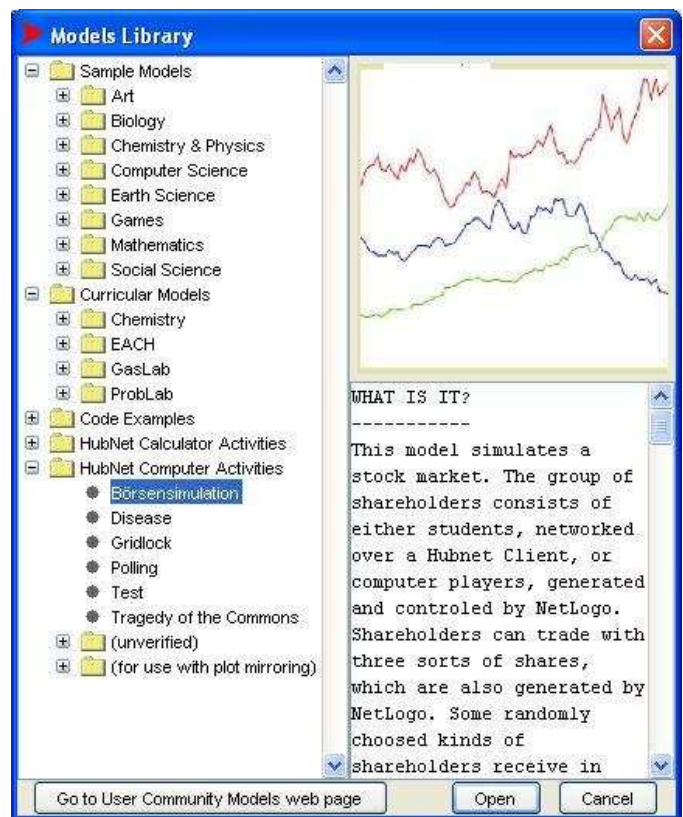 Models Library
Sample Models
Art
Biology
Chemistry & Physics
Computer Science
Earth Science
Games
Mathematics
Social Science
Curricular Models
Chemistry
EACH
GasLab
ProbLab
Code Examples
HubNet Calculator Activities
HubNet Computer Activities
Börsensimulation
Disease
Gridlock
Polling
Test
Tragedy of the Commons
(unverified)
(for use with plot mirroring)
WHAT IS IT?
-----------
This model simulates a
stock market. The group of
shareholders consists of
either students, networked
over a Hubnet Client, or
computer players, generated
and controled by NetLogo.
Shareholders can trade with
three sorts of shares,
which are also generated by
NetLogo. Some randomly
choosed kinds of
shareholders receive in
Go to User Community Models web page
Open
Cancel